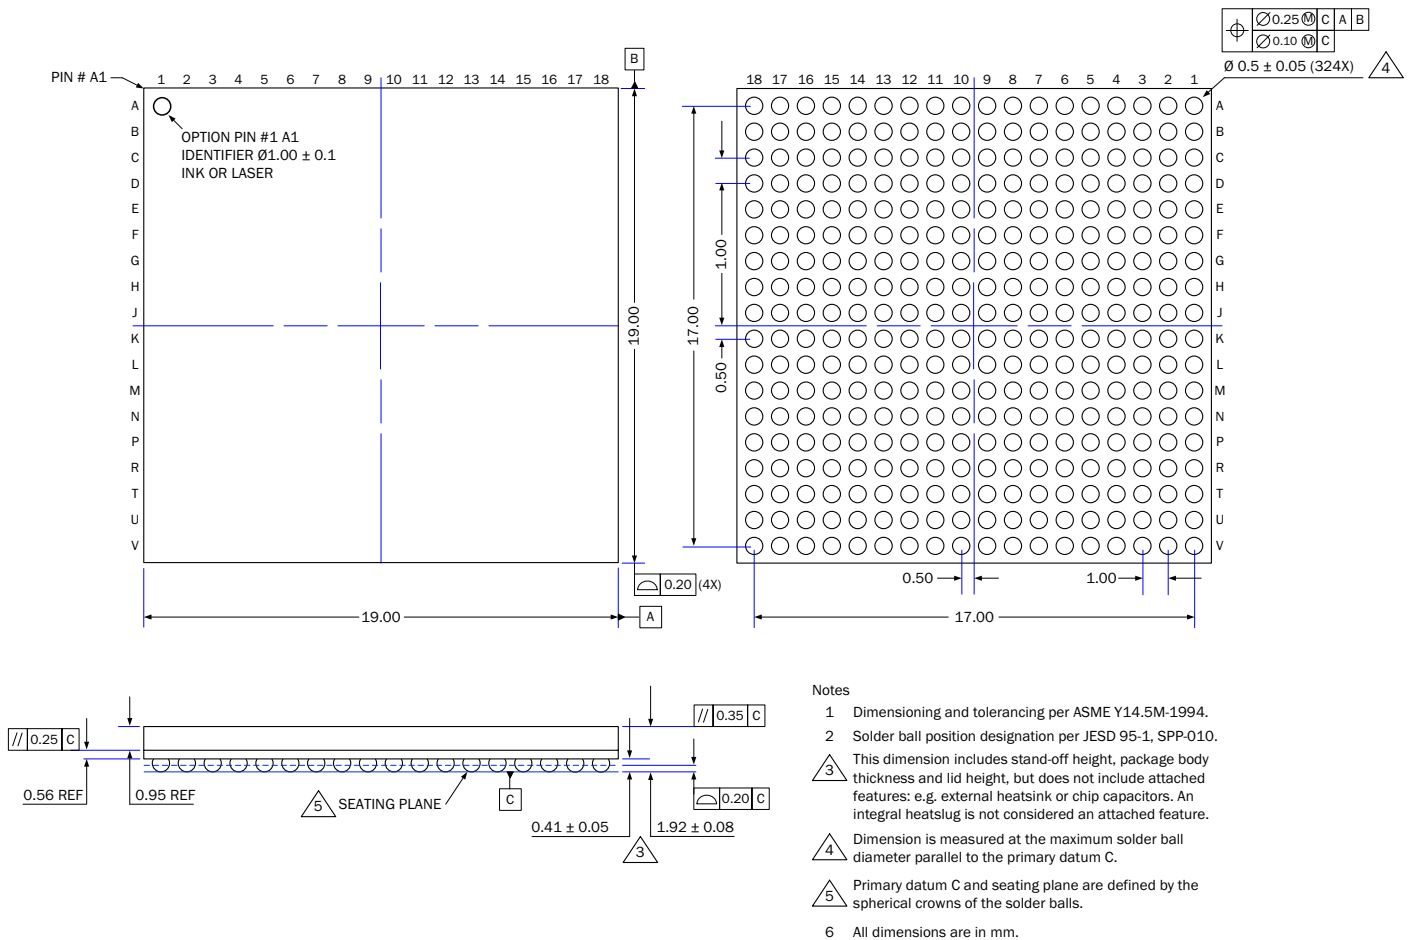 Ø0.25 Ⓜ C A B
Ø0.10 Ⓜ C
Ø 0.5 ± 0.05 (324X) 4
B
PIN # A1
1 2 3 4 5 6 7 8 9 10 11 12 13 14 15 16 17 18
18 17 16 15 14 13 12 11 10 9 8 7 6 5 4 3 2 1
A
B
C
D
E
F
G
H
J
K
L
M
N
P
R
T
U
V
OPTION PIN #1 A1
IDENTIFIER Ø1.00 ± 0.1
INK OR LASER
19.00
0.20 (4X)
19.00
A
17.00
1.00
0.50
A
B
C
D
E
F
G
H
J
K
L
M
N
P
R
T
U
V
0.50
1.00
17.00
// 0.25 C
0.56 REF
0.95 REF
5 SEATING PLANE
C
// 0.35 C
0.20 C
0.41 ± 0.05
1.92 ± 0.08
3
Notes
1 Dimensioning and tolerancing per ASME Y14.5M-1994.
2 Solder ball position designation per JESD 95-1, SPP-010.
3 This dimension includes stand-off height, package body
thickness and lid height, but does not include attached
features: e.g. external heatsink or chip capacitors. An
integral heatslug is not considered an attached feature.
4 Dimension is measured at the maximum solder ball
diameter parallel to the primary datum C.
5 Primary datum C and seating plane are defined by the
spherical crowns of the solder balls.
6 All dimensions are in mm.